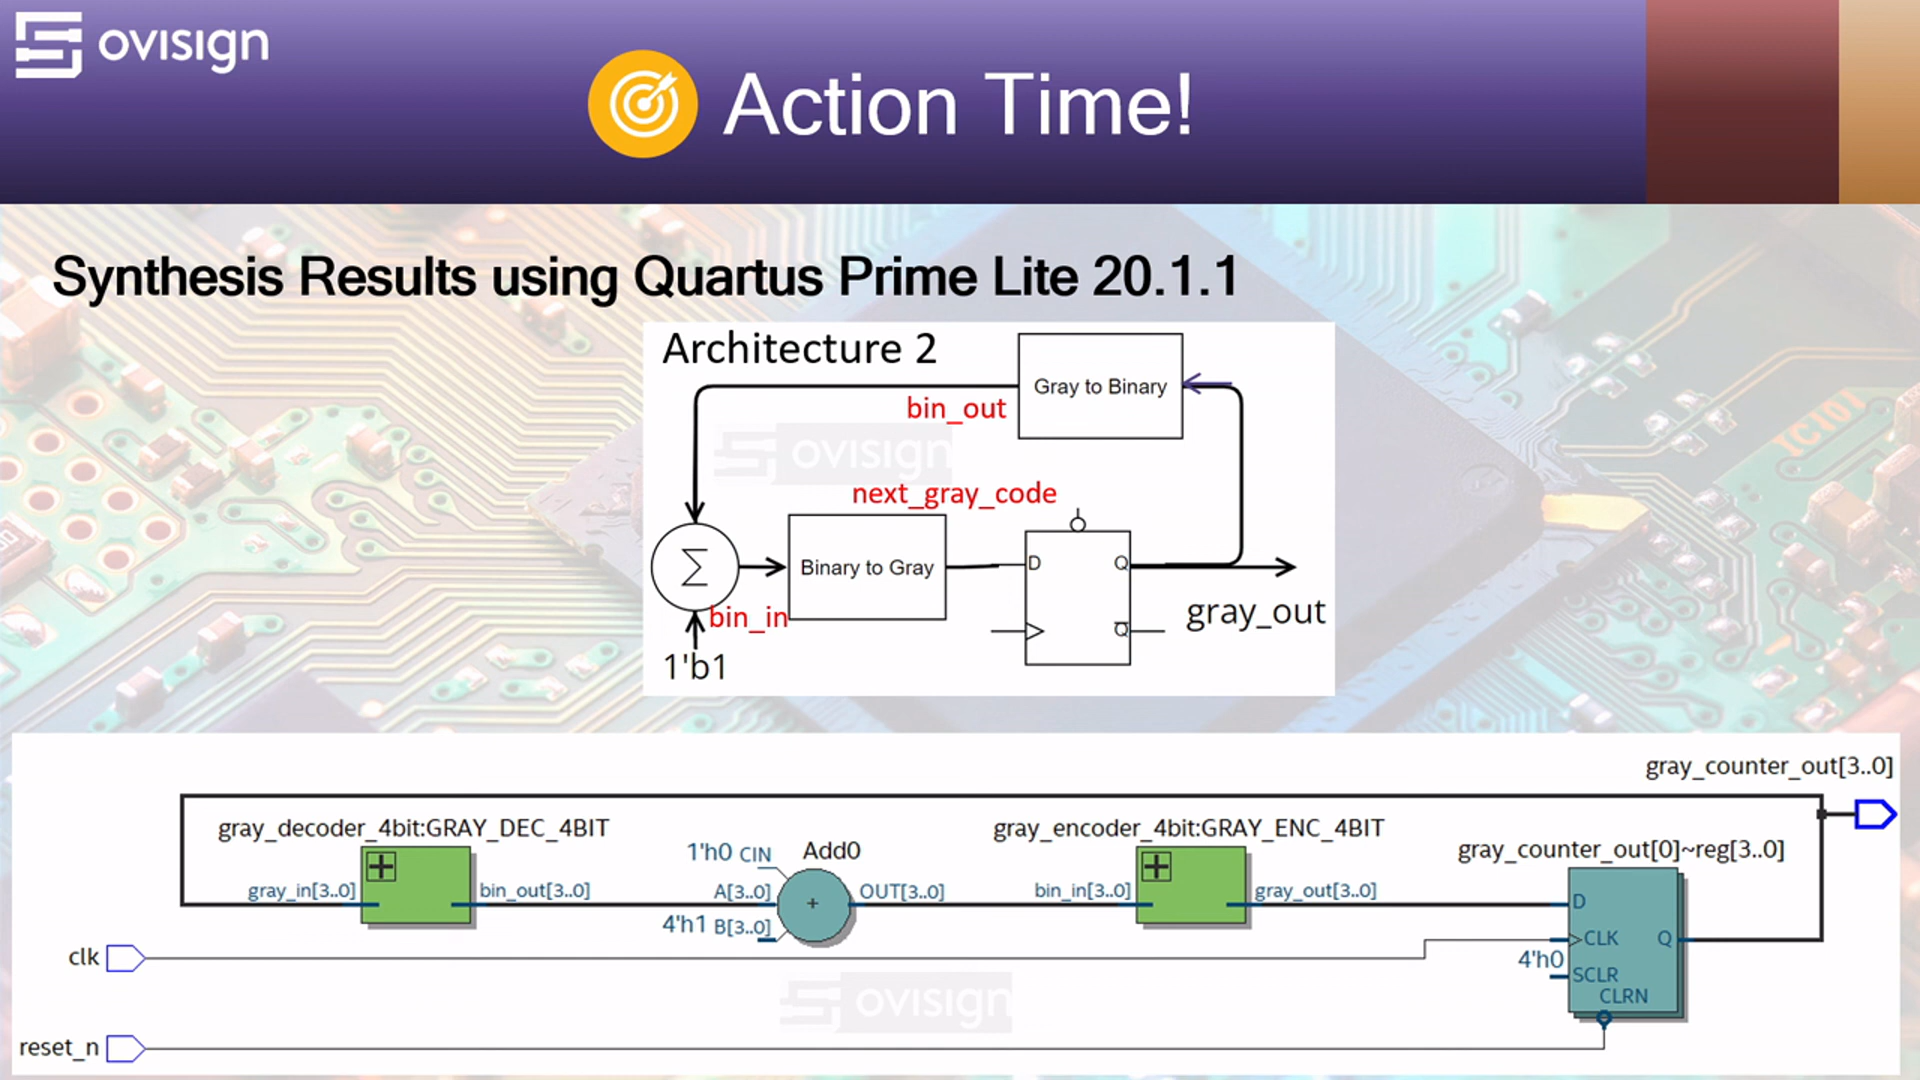 ovisign
Action Time!
Synthesis Results using Quartus Prime Lite 20.1.1
Architecture 2
Gray to Binary
bin_out
ovisign
next_gray_code
Σ
Binary to Gray
D
Q
bin_in
Q̅
gray_out
1'b1
gray_counter_out[3..0]
gray_decoder_4bit:GRAY_DEC_4BIT
gray_encoder_4bit:GRAY_ENC_4BIT
1'h0 CIN
Add0
gray_counter_out[0]~reg[3..0]
gray_in[3..0]
bin_out[3..0]
A[3..0]
+
OUT[3..0]
bin_in[3..0]
gray_out[3..0]
D
4'h1 B[3..0]
CLK
Q
clk
4'h0
SCLR
CLRN
ovisign
reset_n
IC101